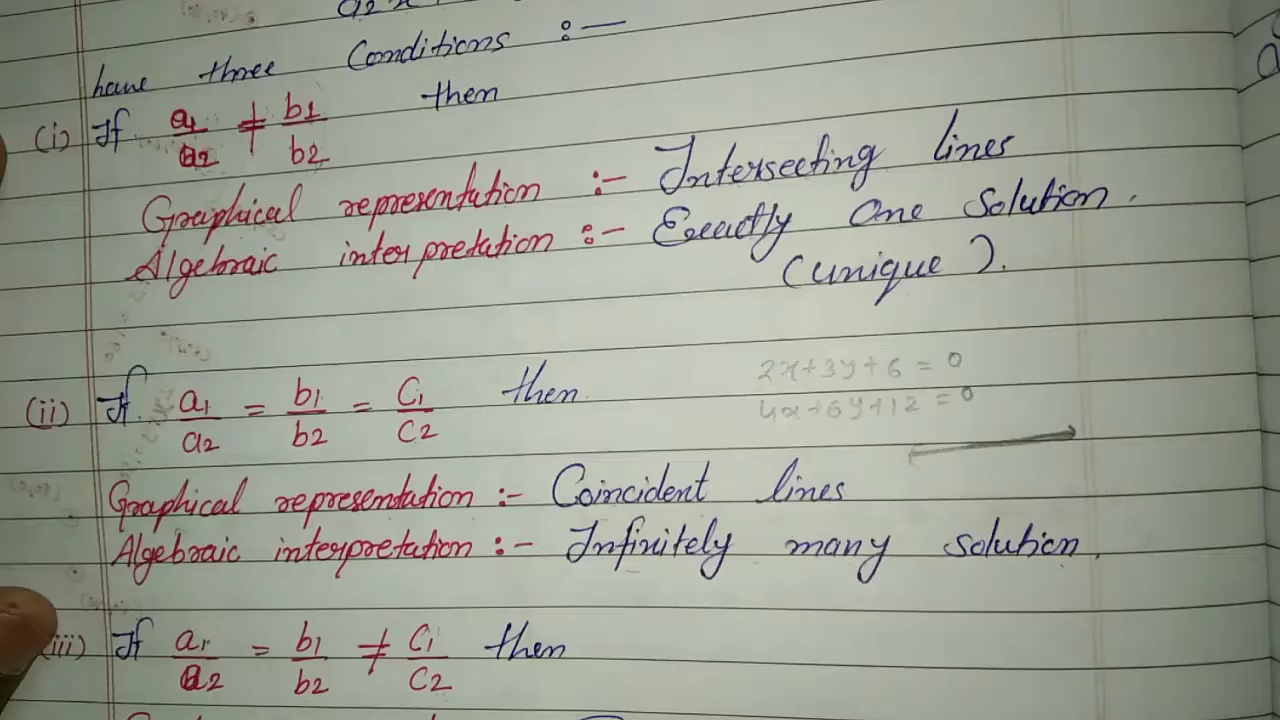 a2x
have three Conditions :—
(i) If a1/a2 ≠ b1/b2 then
Graphical representation :- Intersecting lines
Algebraic interpretation :- Exactly One Solution.
(unique).
2x+3y+6=0
(ii) If a1/a2 = b1/b2 = C1/C2 then
4x+6y+12=0
Graphical representation :- Coincident lines
Algebraic interpretation :- Infinitely many solution.
(iii) If a1/a2 = b1/b2 ≠ C1/C2 then